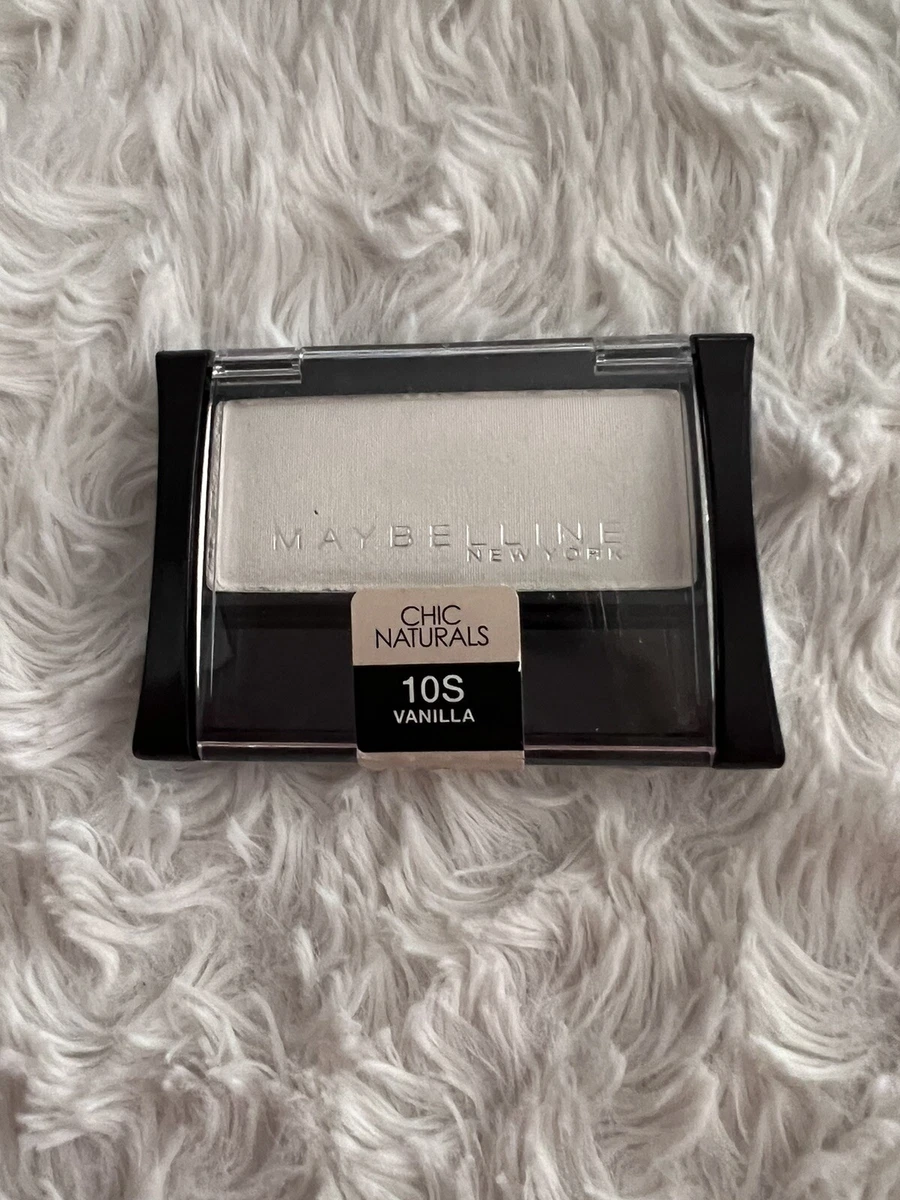 MAYBELLINE
NEW YORK
CHIC
NATURALS
10S
VANILLA